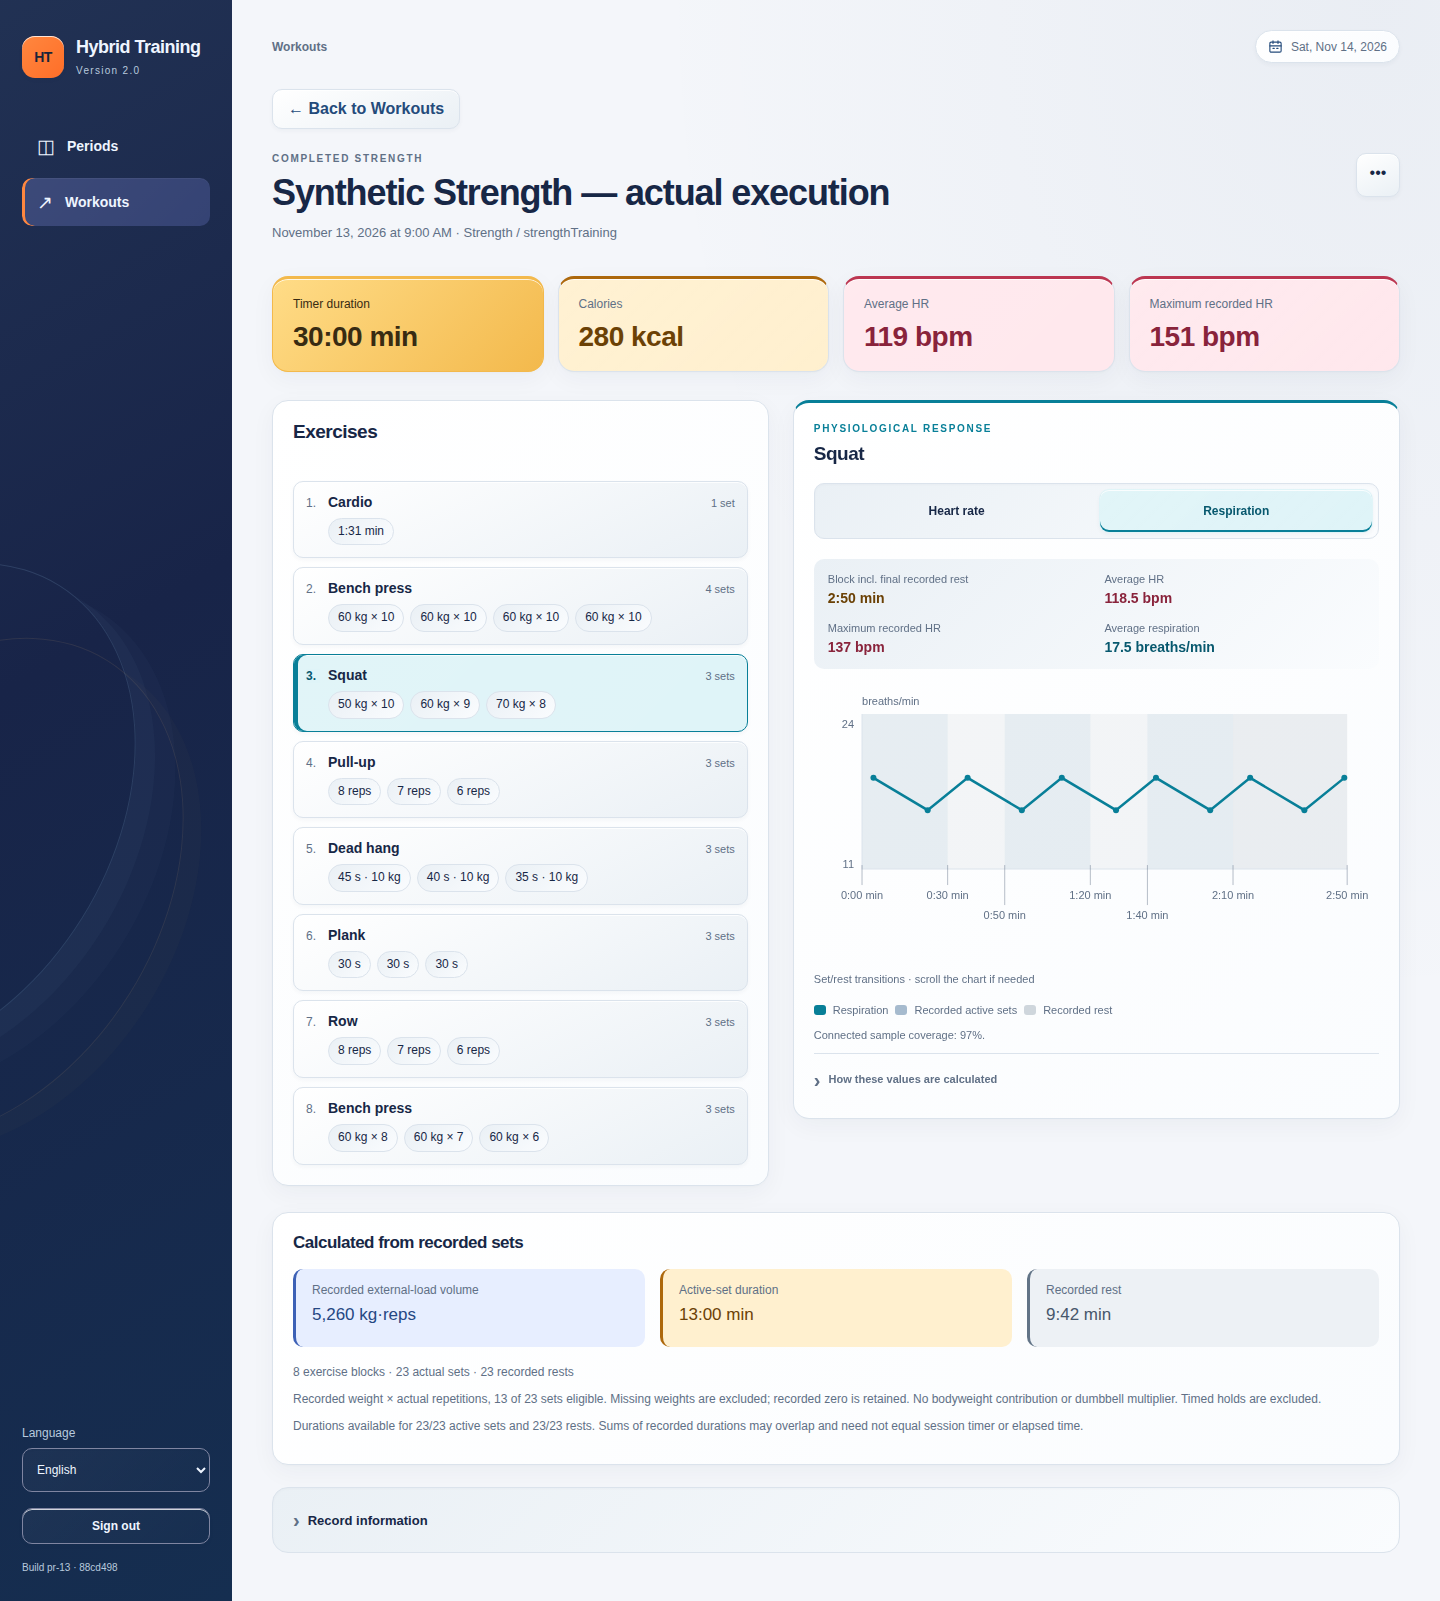 HT
Hybrid Training
Version 2.0
Periods
Workouts
Language
English
Sign out
Build pr-13 · 88cd498
Workouts
Sat, Nov 14, 2026
← Back to Workouts
COMPLETED STRENGTH
Synthetic Strength — actual execution
•••
November 13, 2026 at 9:00 AM · Strength / strengthTraining
Timer duration
30:00 min
Calories
280 kcal
Average HR
119 bpm
Maximum recorded HR
151 bpm
Exercises
1. Cardio 1 set
1:31 min
2. Bench press 4 sets
60 kg × 10 60 kg × 10 60 kg × 10 60 kg × 10
3. Squat 3 sets
50 kg × 10 60 kg × 9 70 kg × 8
4. Pull-up 3 sets
8 reps 7 reps 6 reps
5. Dead hang 3 sets
45 s · 10 kg 40 s · 10 kg 35 s · 10 kg
6. Plank 3 sets
30 s 30 s 30 s
7. Row 3 sets
8 reps 7 reps 6 reps
8. Bench press 3 sets
60 kg × 8 60 kg × 7 60 kg × 6
PHYSIOLOGICAL RESPONSE
Squat
Heart rate Respiration
Block incl. final recorded rest
2:50 min
Average HR
118.5 bpm
Maximum recorded HR
137 bpm
Average respiration
17.5 breaths/min
breaths/min
24
11
0:00 min 0:30 min 1:20 min 2:10 min 2:50 min
0:50 min 1:40 min
Set/rest transitions · scroll the chart if needed
Respiration Recorded active sets Recorded rest
Connected sample coverage: 97%.
› How these values are calculated
Calculated from recorded sets
Recorded external-load volume
5,260 kg·reps
Active-set duration
13:00 min
Recorded rest
9:42 min
8 exercise blocks · 23 actual sets · 23 recorded rests
Recorded weight × actual repetitions, 13 of 23 sets eligible. Missing weights are excluded; recorded zero is retained. No bodyweight contribution or dumbbell multiplier. Timed holds are excluded.
Durations available for 23/23 active sets and 23/23 rests. Sums of recorded durations may overlap and need not equal session timer or elapsed time.
› Record information